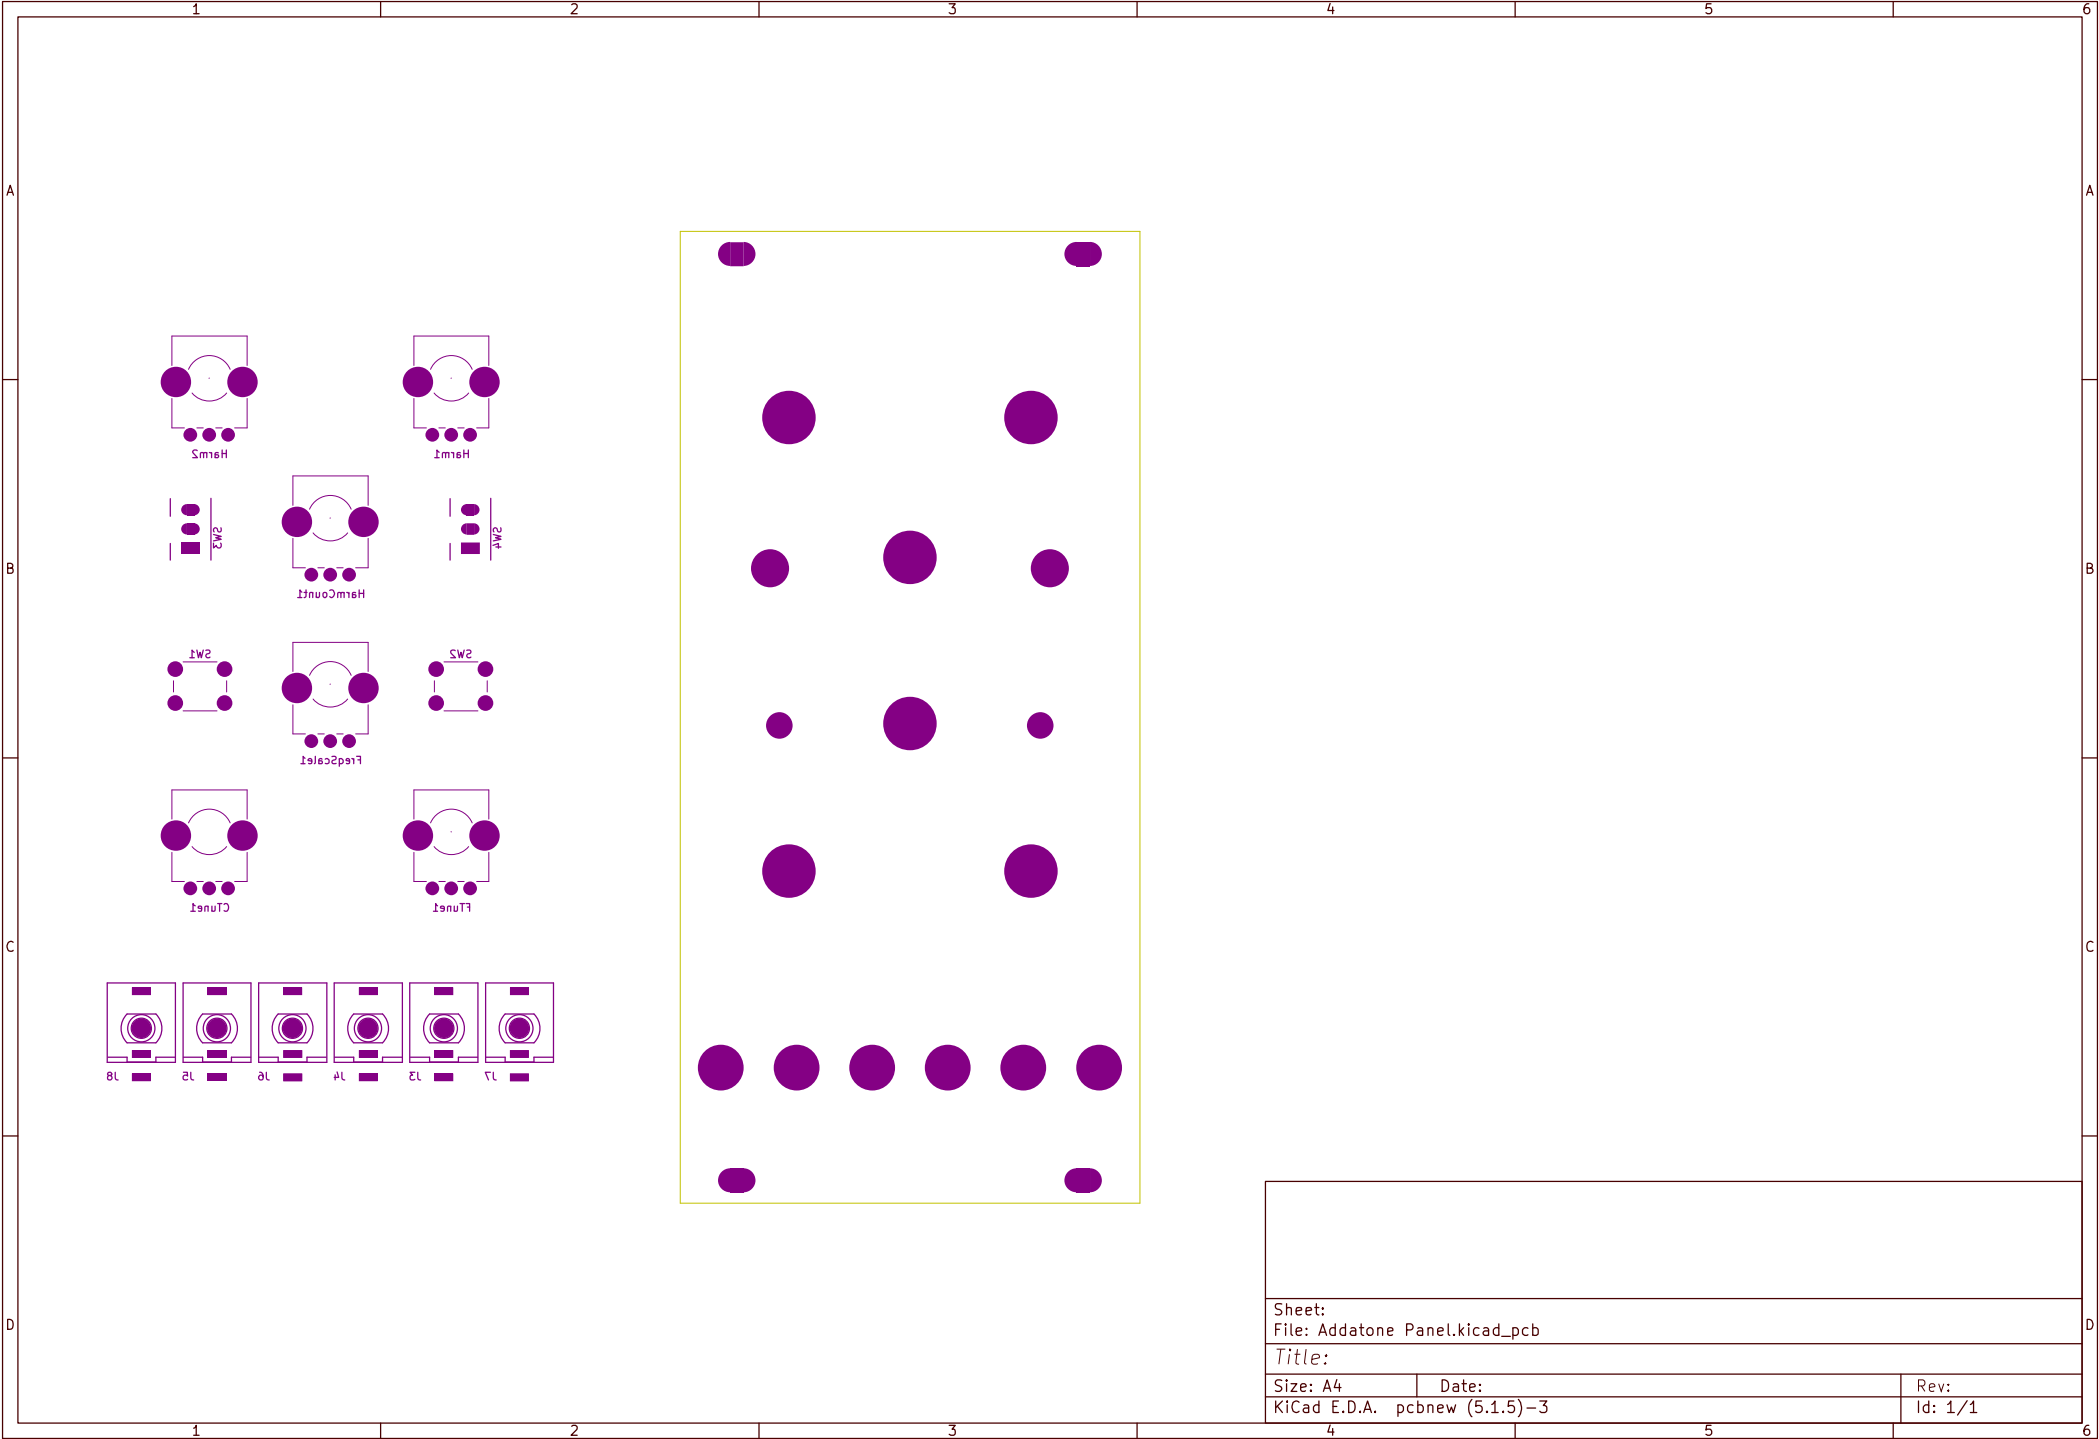 1 2 3 4 5 6
A A
Harm2 Harm1
SW3 SW4
B B
HarmCount1
SW1 SW2
FreqScale1
CTune1 FTune1
C C
J8 J5 J6 J4 J3 J7
Sheet:
File: Addatone Panel.kicad_pcb
D D
Title:
Size: A4 Date: Rev:
KiCad E.D.A. pcbnew (5.1.5)-3 Id: 1/1
1 2 3 4 5 6